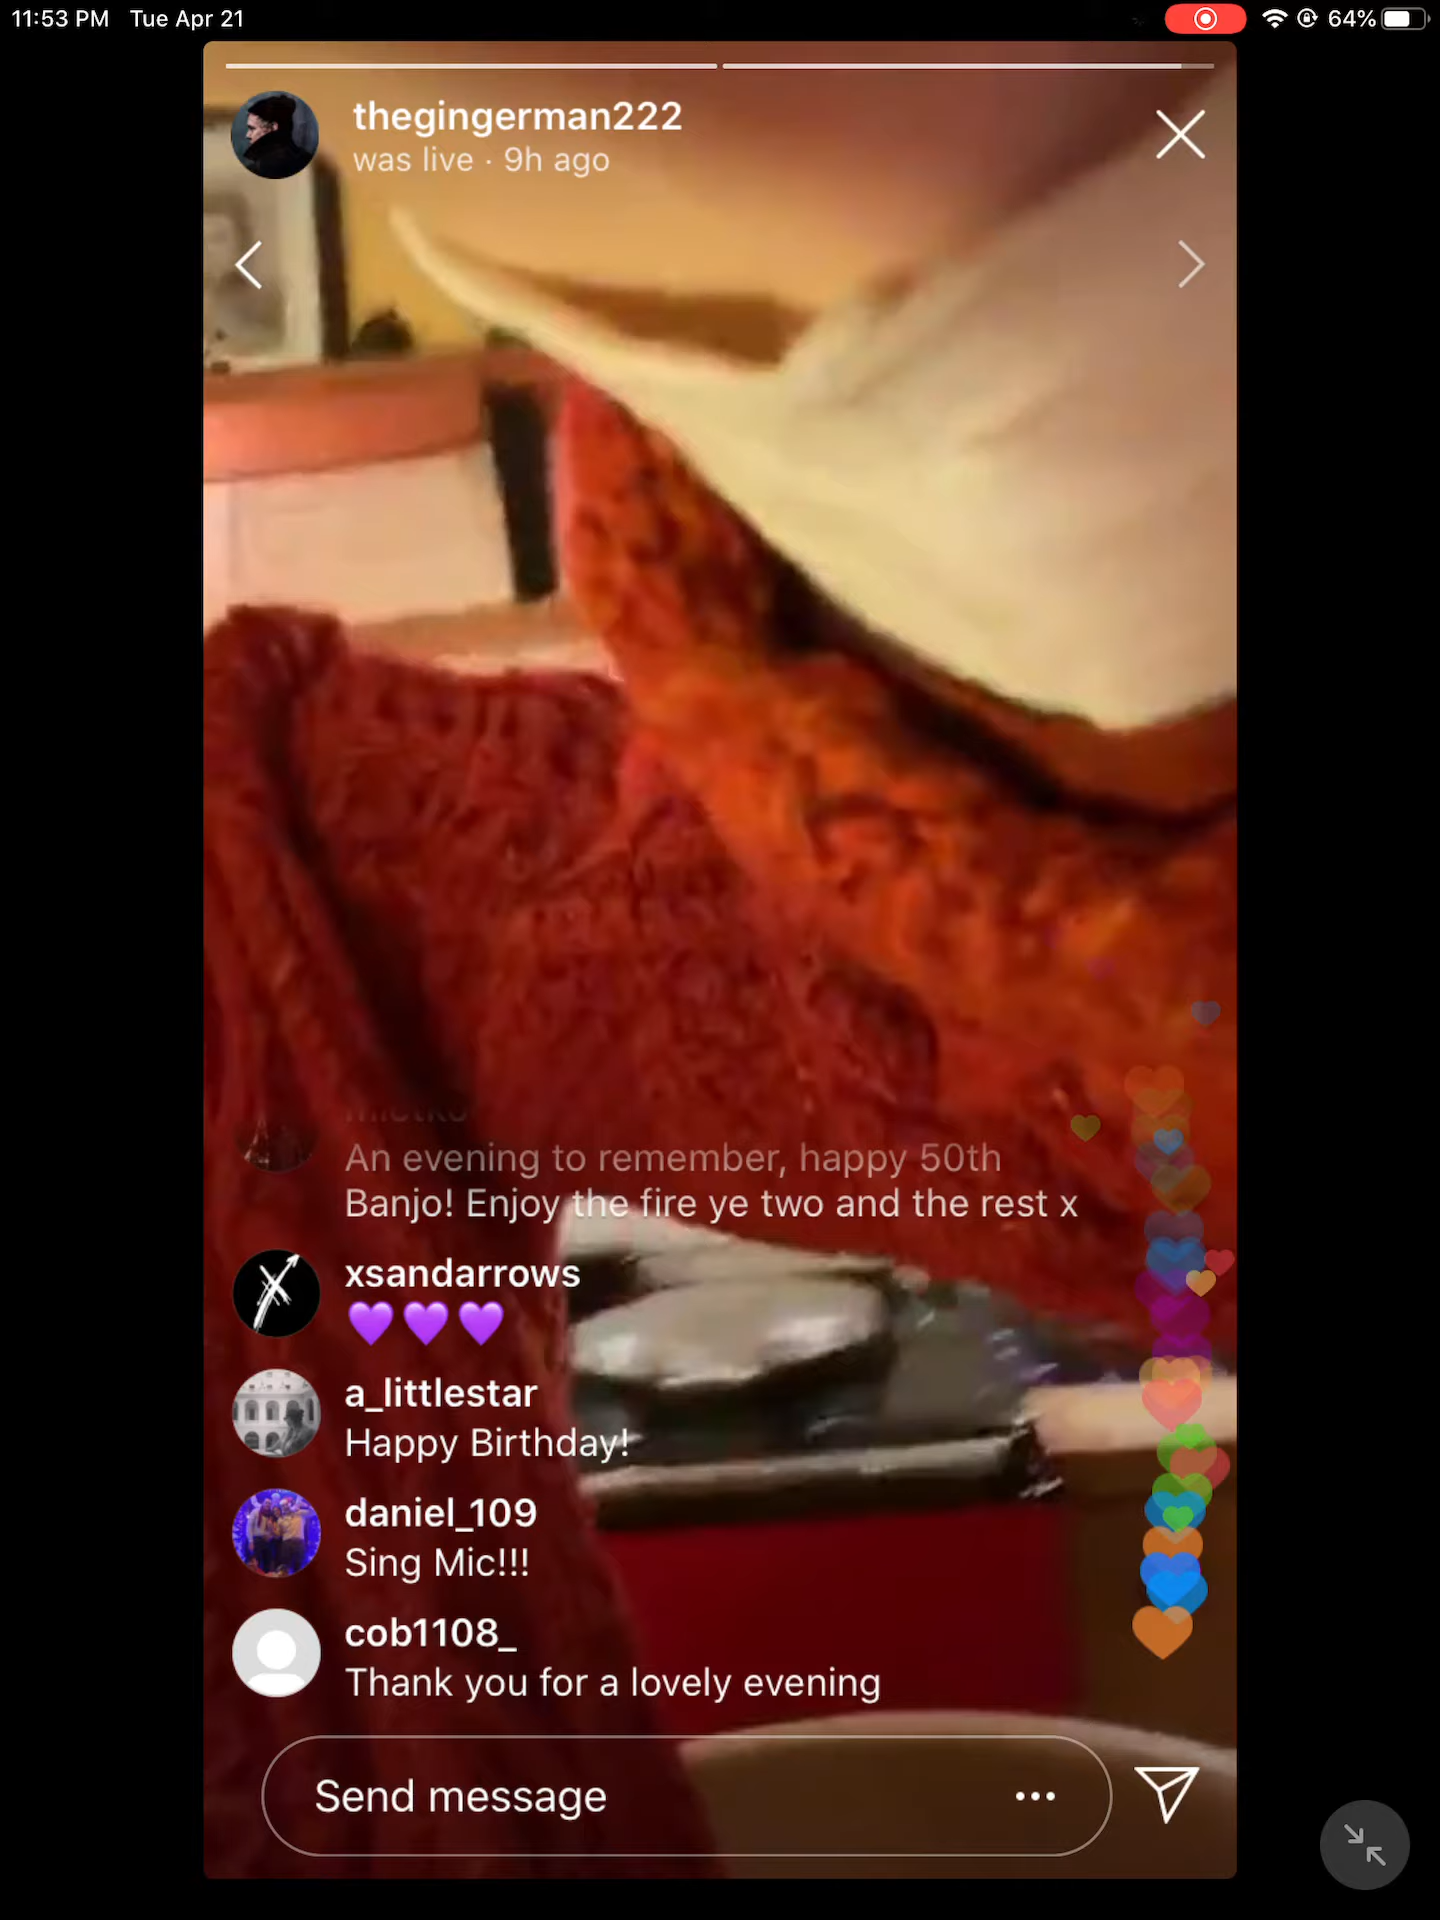 11:53 PM Tue Apr 21
64%
thegingerman222
was live · 9h ago
An evening to remember, happy 50th
Banjo! Enjoy the fire ye two and the rest x
xsandarrows
💜💜💜
a_littlestar
Happy Birthday!
daniel_109
Sing Mic!!!
cob1108_
Thank you for a lovely evening
Send message